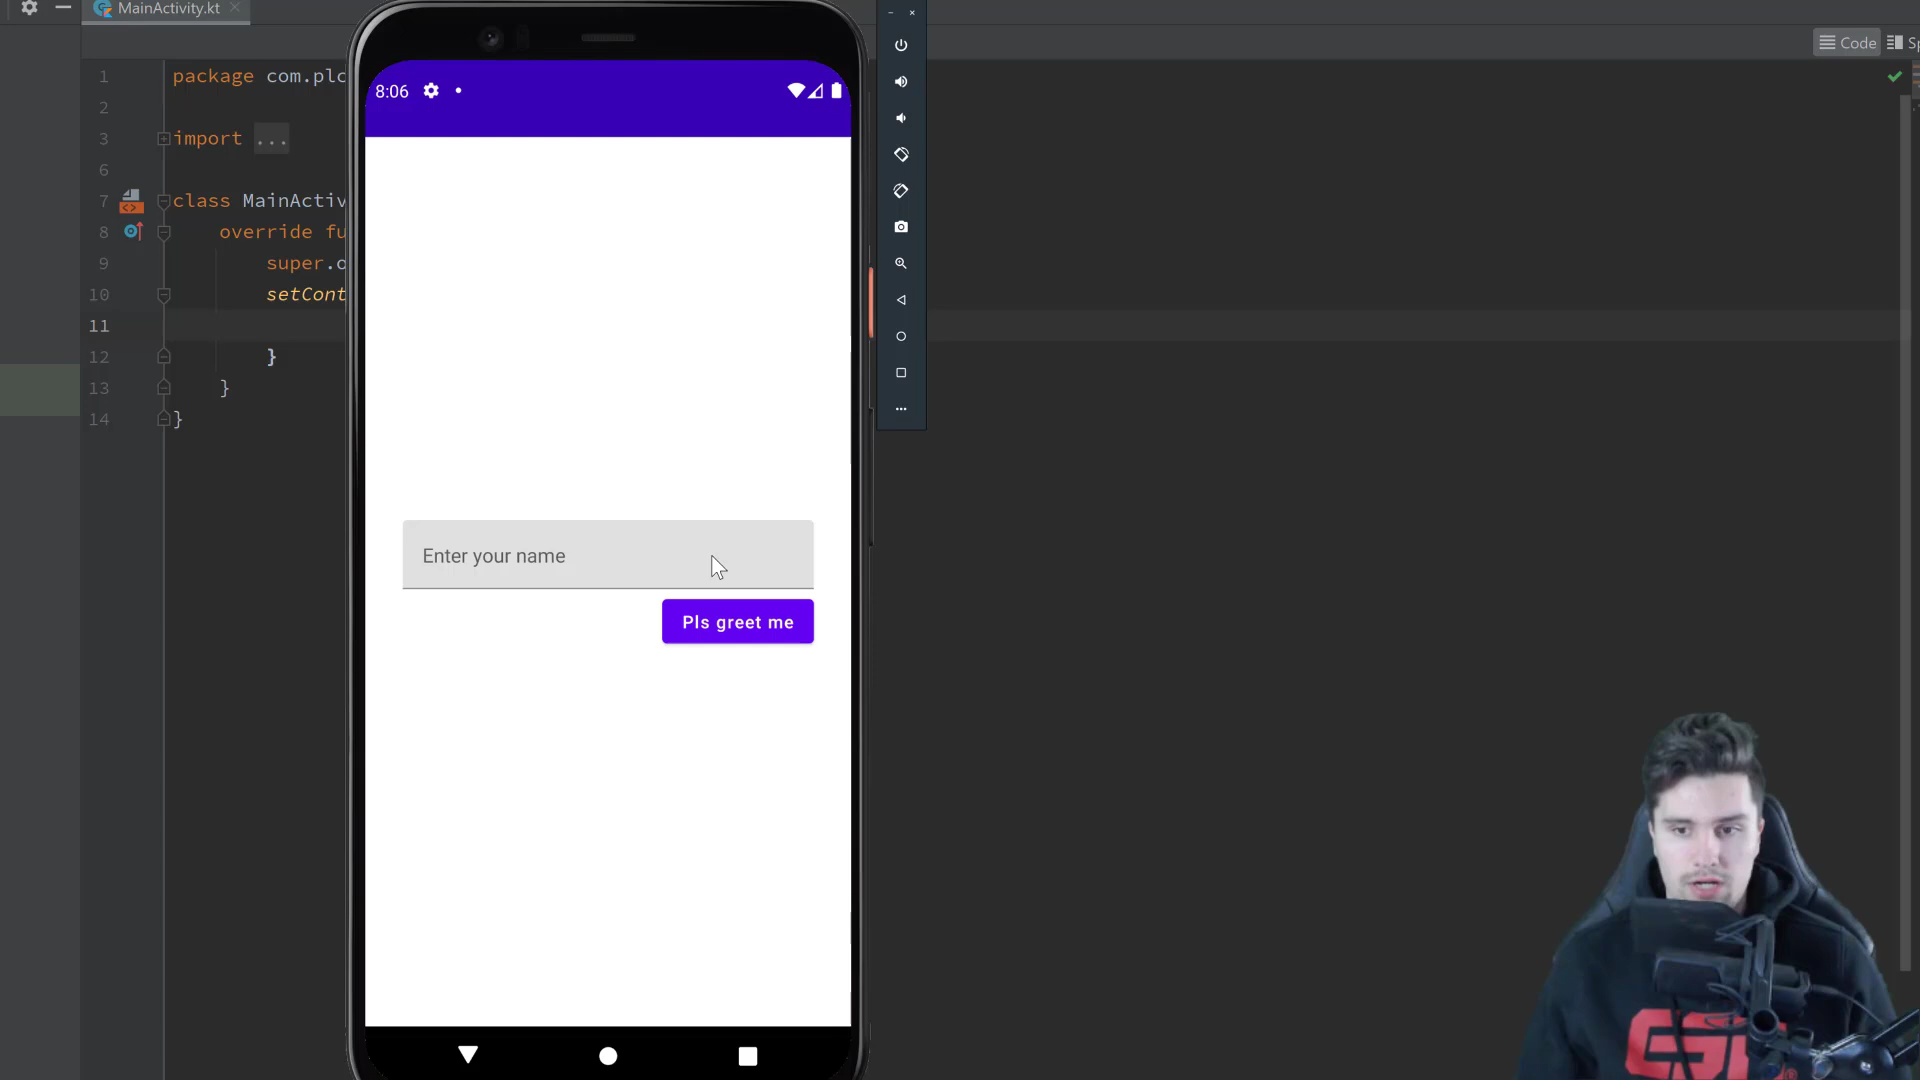 MainActivity.kt
Code
1 package com.plc
2
3 import ...
6
7 class MainActiv
8 override fu
9 super.o
10 setCont
11
12 }
13 }
14 }
8:06
Enter your name
Pls greet me